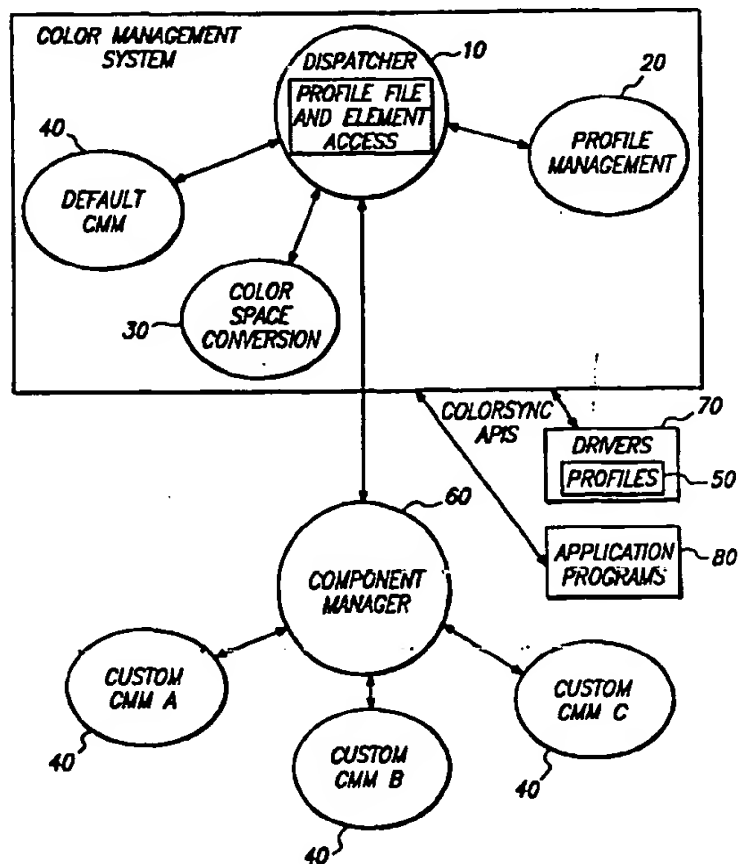 COLOR MANAGEMENT
SYSTEM
10
DISPATCHER
PROFILE FILE
AND ELEMENT
ACCESS
20
PROFILE
MANAGEMENT
40
DEFAULT
CMM
COLOR
SPACE
CONVERSION
30
COLORSYNC
APIS
70
DRIVERS
PROFILES
50
60
COMPONENT
MANAGER
APPLICATION
PROGRAMS
80
CUSTOM
CMM A
40
CUSTOM
CMM B
40
CUSTOM
CMM C
40